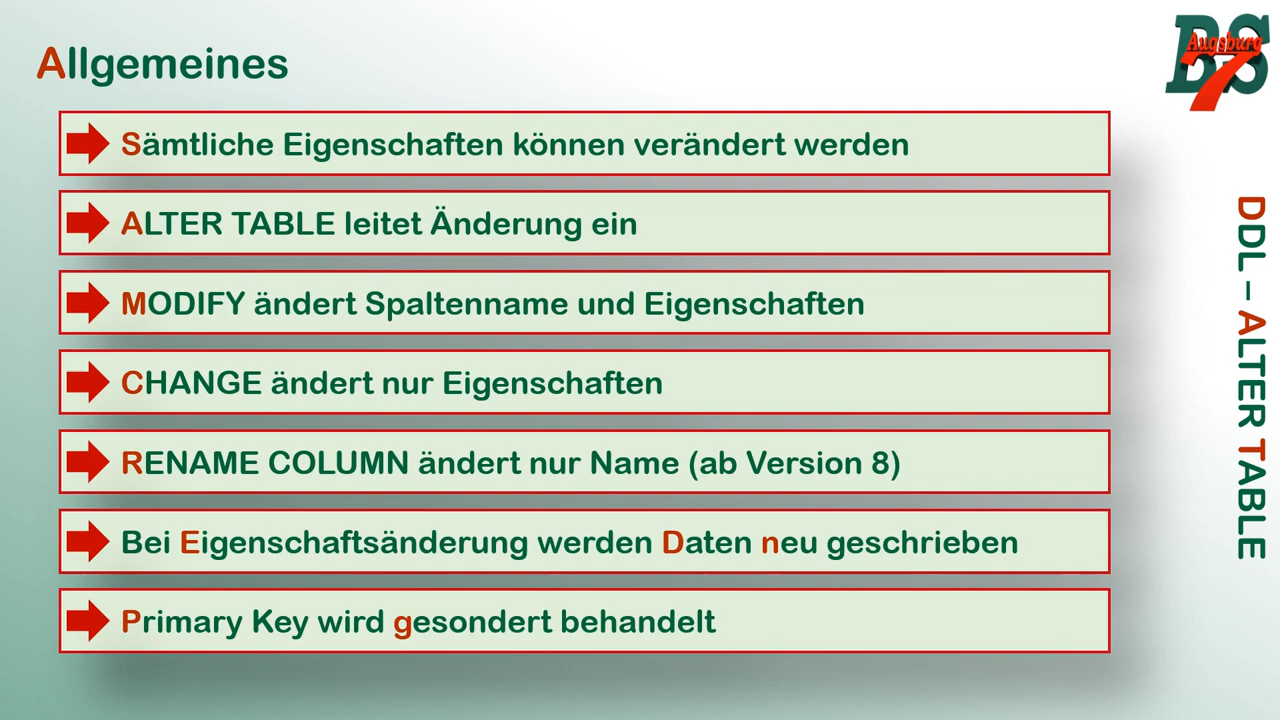 Allgemeines
Sämtliche Eigenschaften können verändert werden
ALTER TABLE leitet Änderung ein
MODIFY ändert Spaltenname und Eigenschaften
CHANGE ändert nur Eigenschaften
RENAME COLUMN ändert nur Name (ab Version 8)
Bei Eigenschaftsänderung werden Daten neu geschrieben
Primary Key wird gesondert behandelt
BS
Augsburg
7
DDL – ALTER TABLE